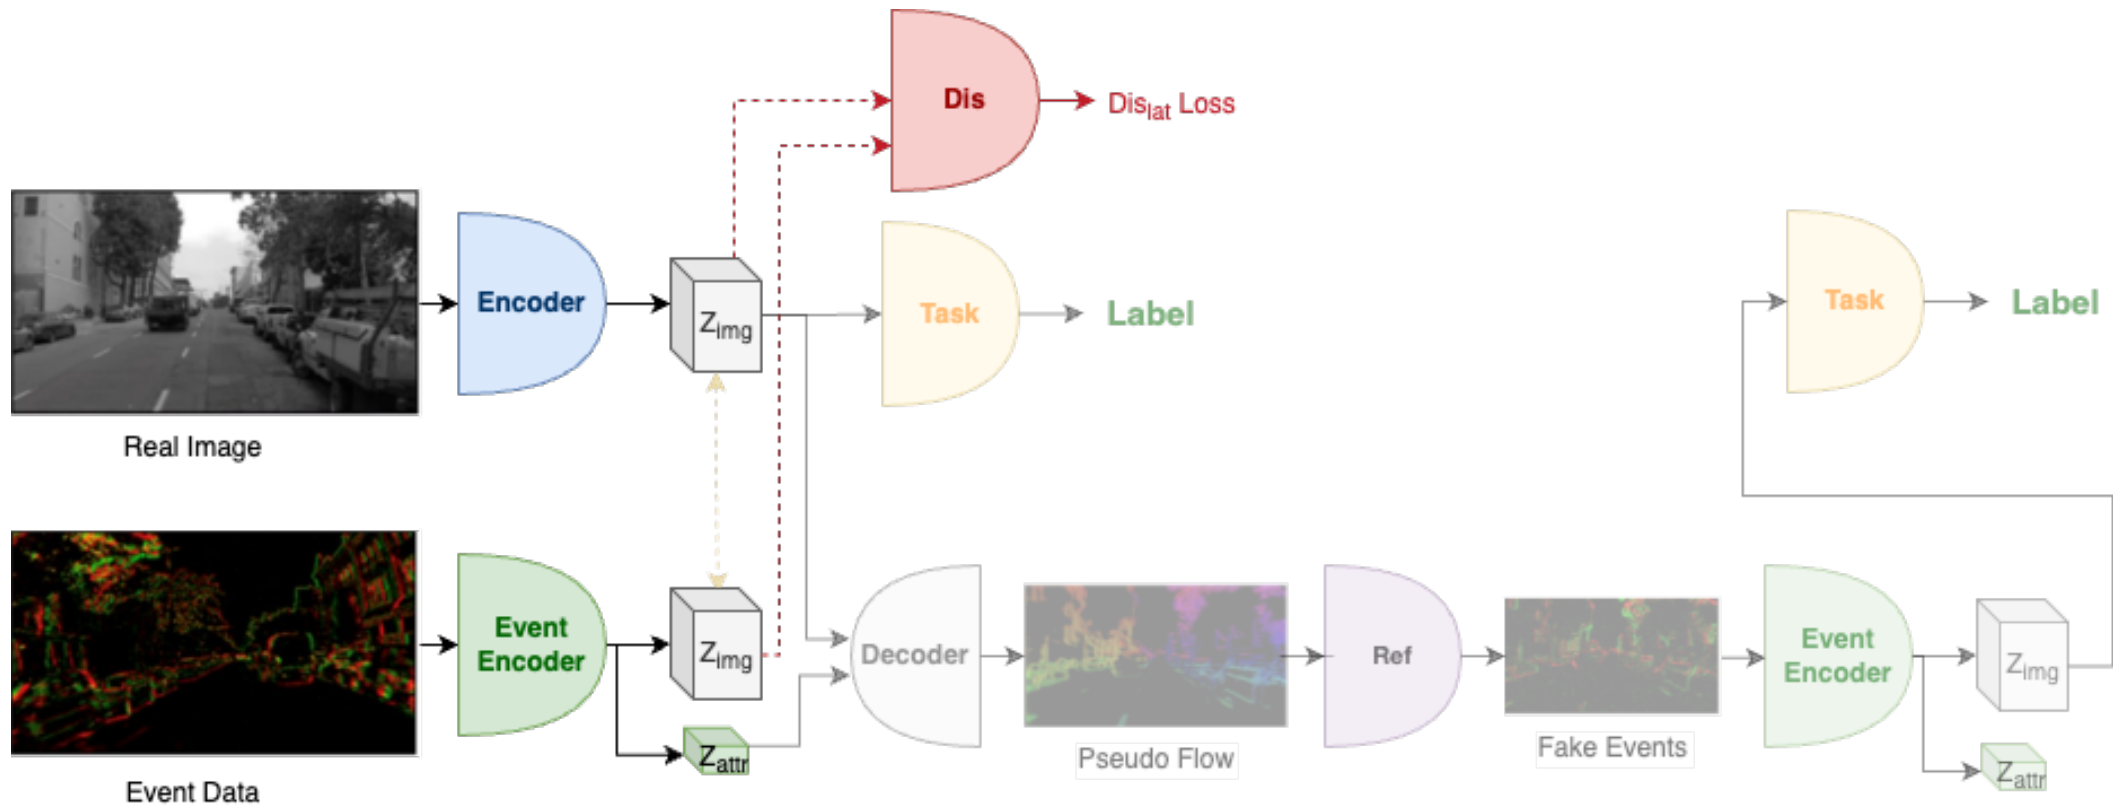 Dis
Dislat Loss
Encoder
Zimg
Task
Label
Task
Label
Real Image
Event
Encoder
Zimg
Zattr
Decoder
Pseudo Flow
Ref
Fake Events
Event
Encoder
Zimg
Zattr
Event Data